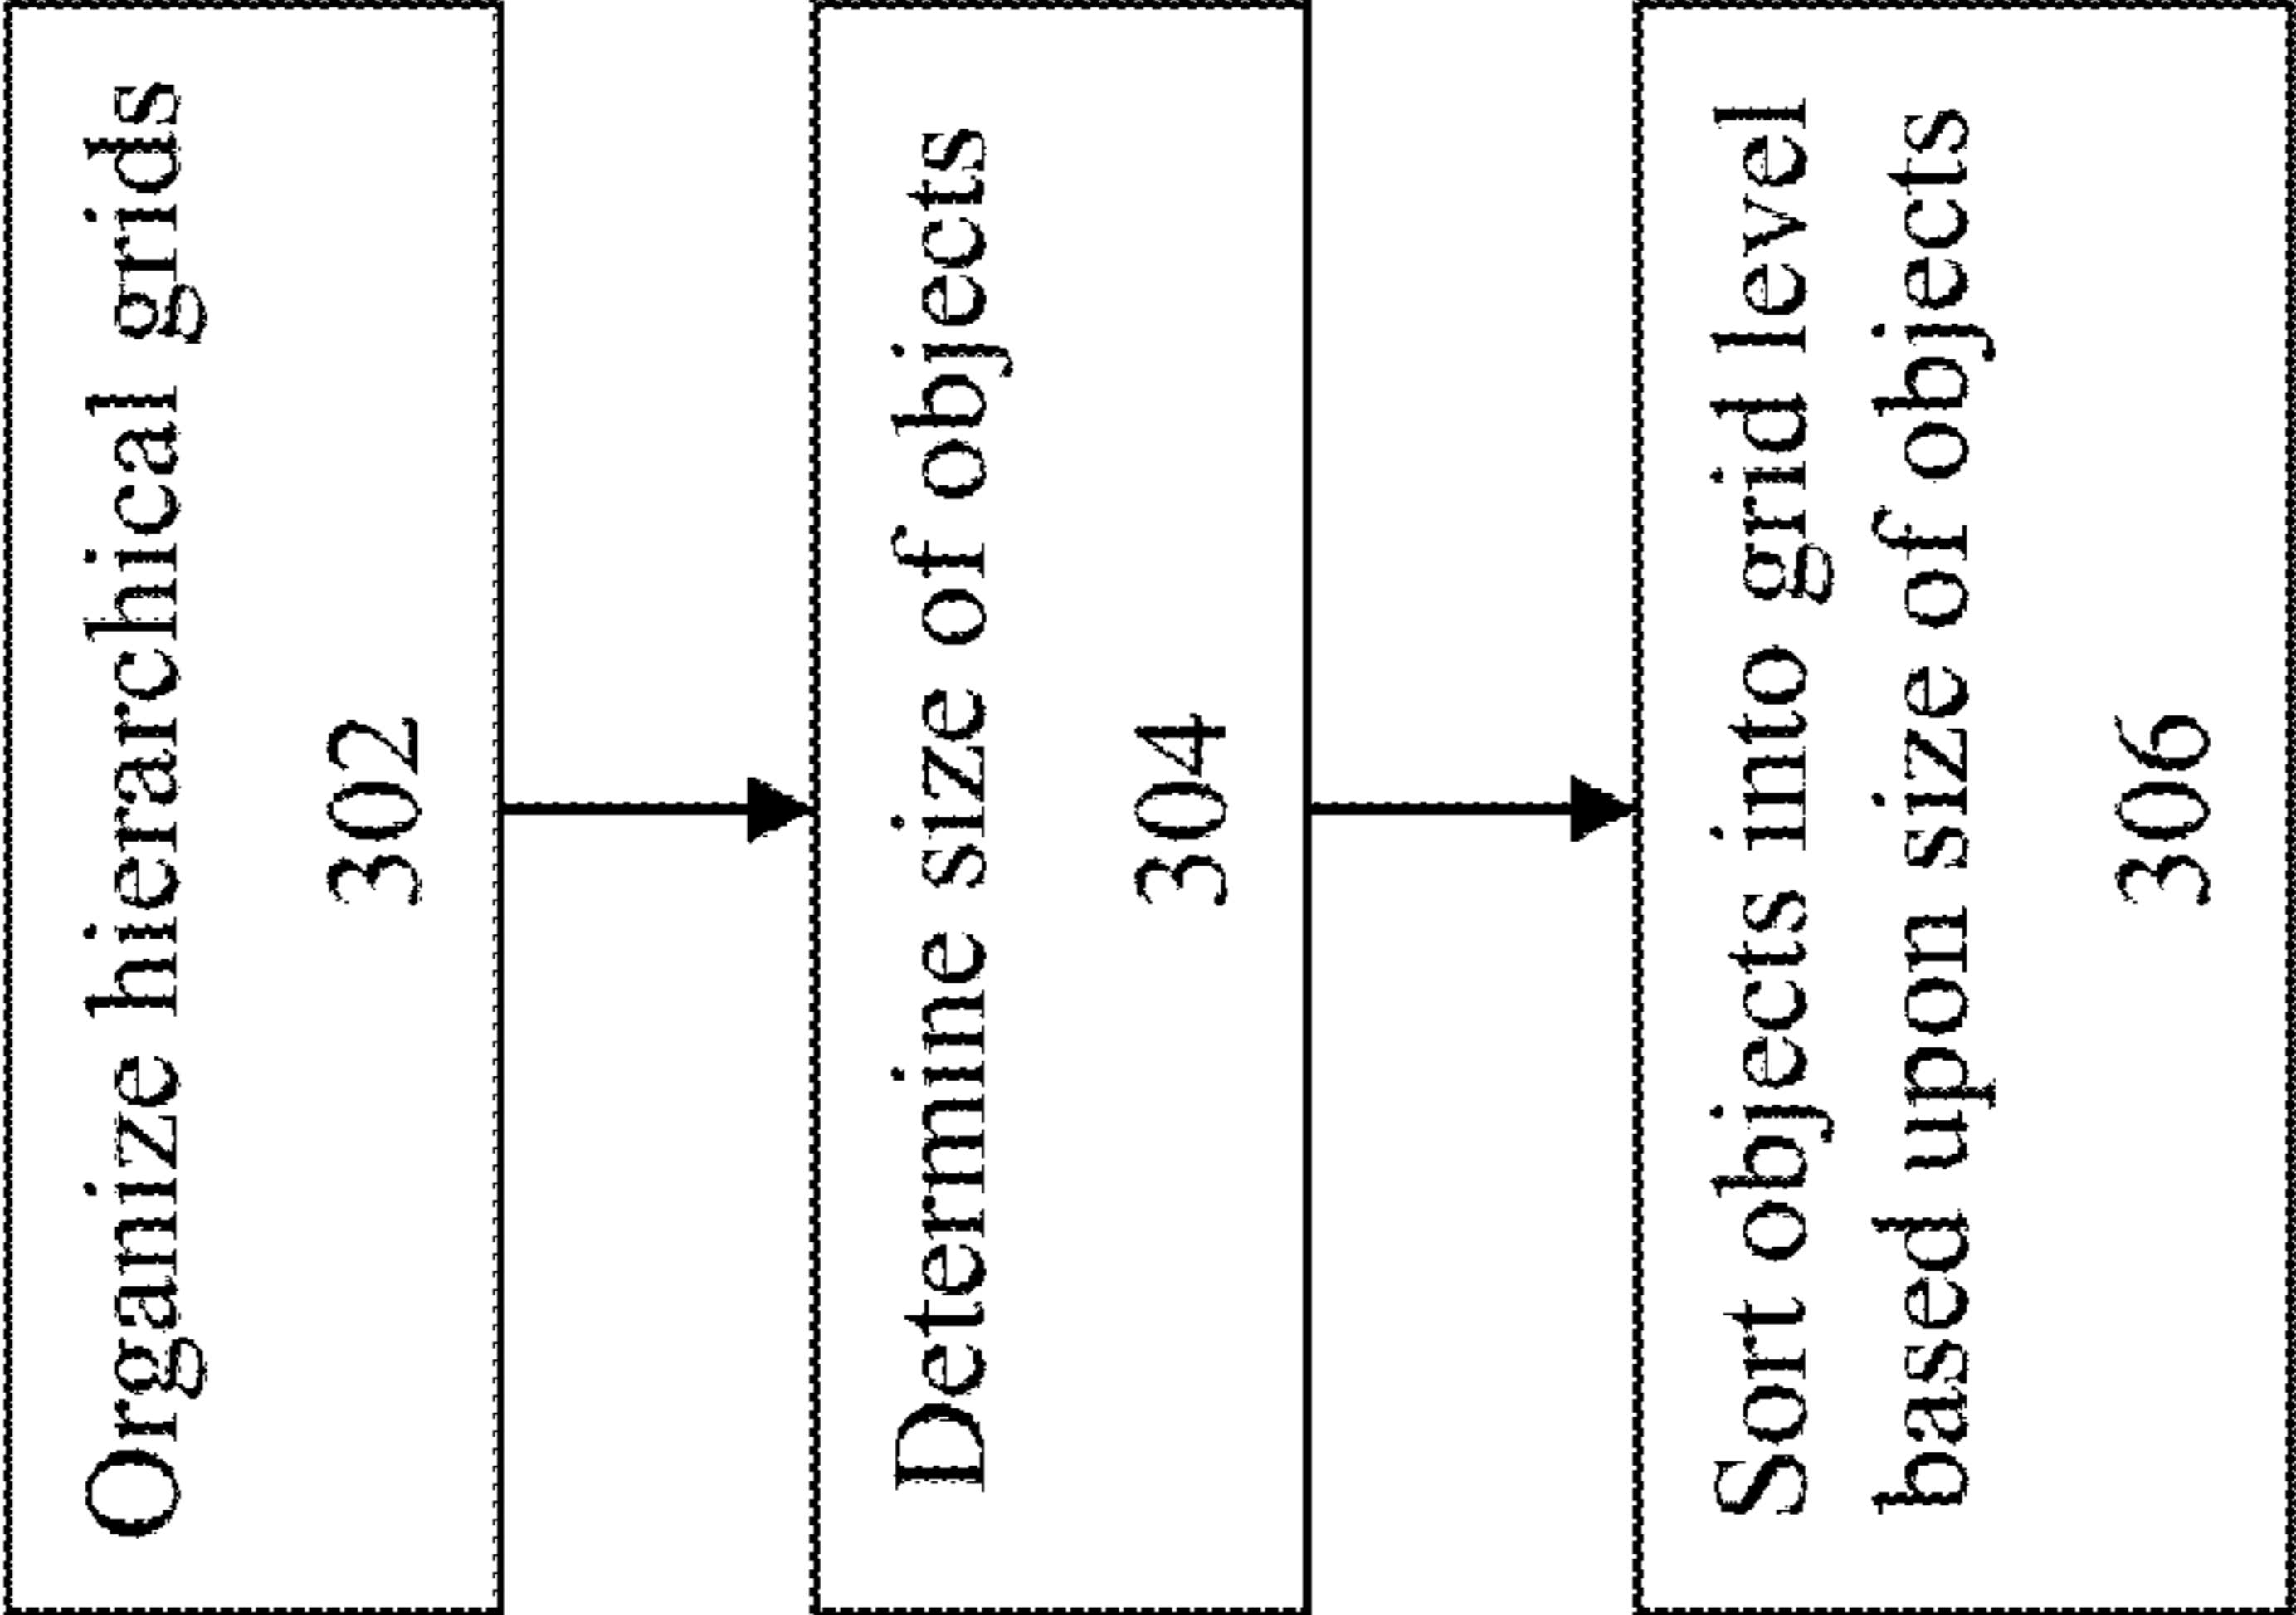 Organize hierarchical grids
302
Determine size of objects
304
Sort objects into grid level
based upon size of objects
306